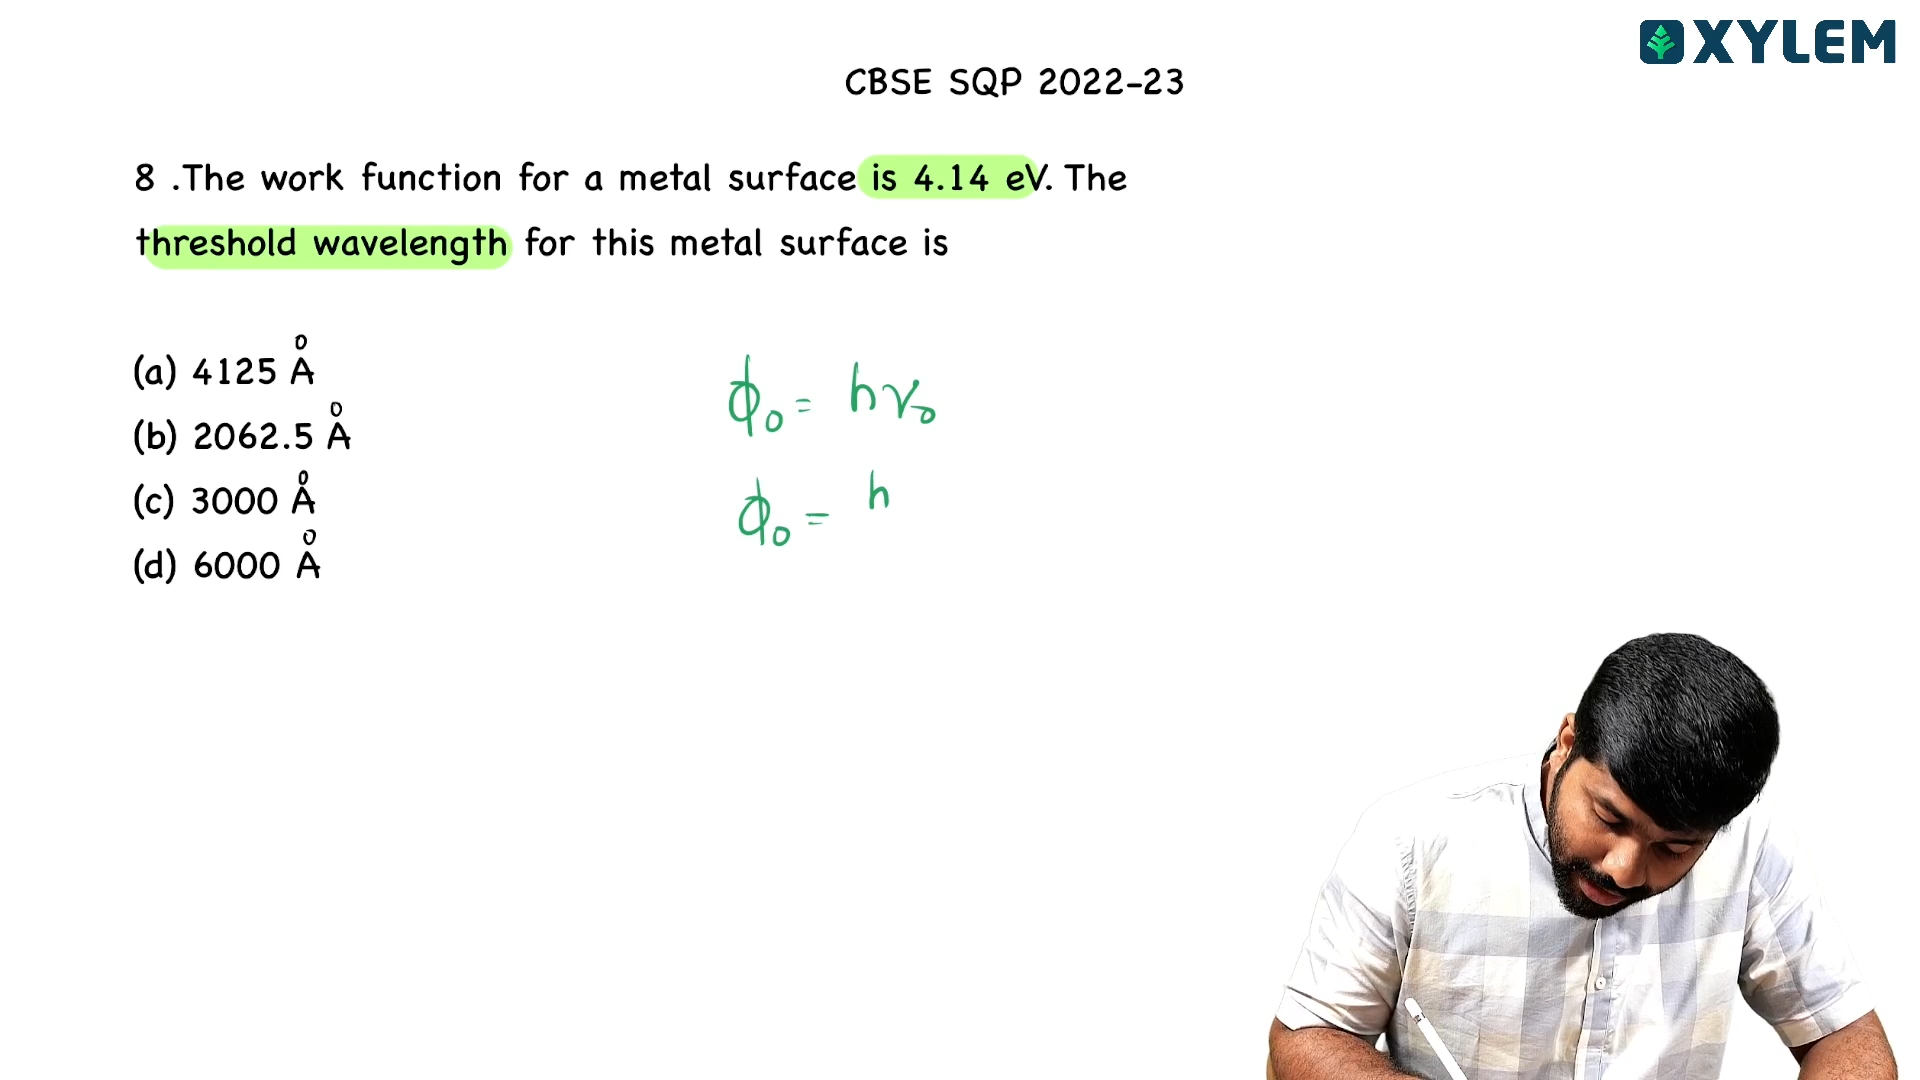 XYLEM
CBSE SQP 2022-23
8 .The work function for a metal surface is 4.14 eV. The
threshold wavelength for this metal surface is
(a) 4125 Å
(b) 2062.5 Å
(c) 3000 Å
(d) 6000 Å
ϕ₀ = hν₀
ϕ₀ = h